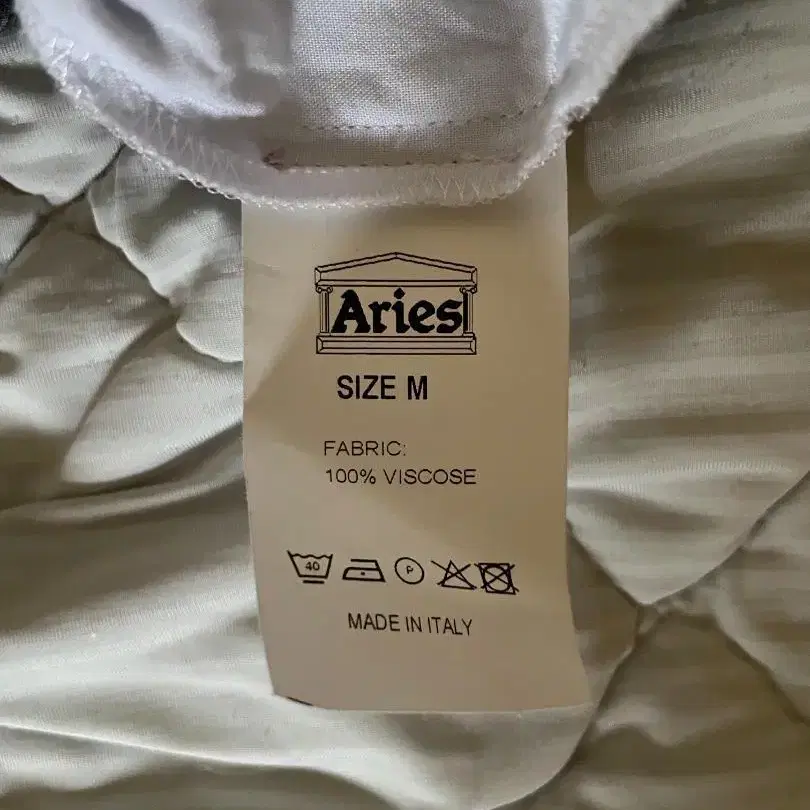 Aries
SIZE M
FABRIC:
100% VISCOSE
40
P
MADE IN ITALY